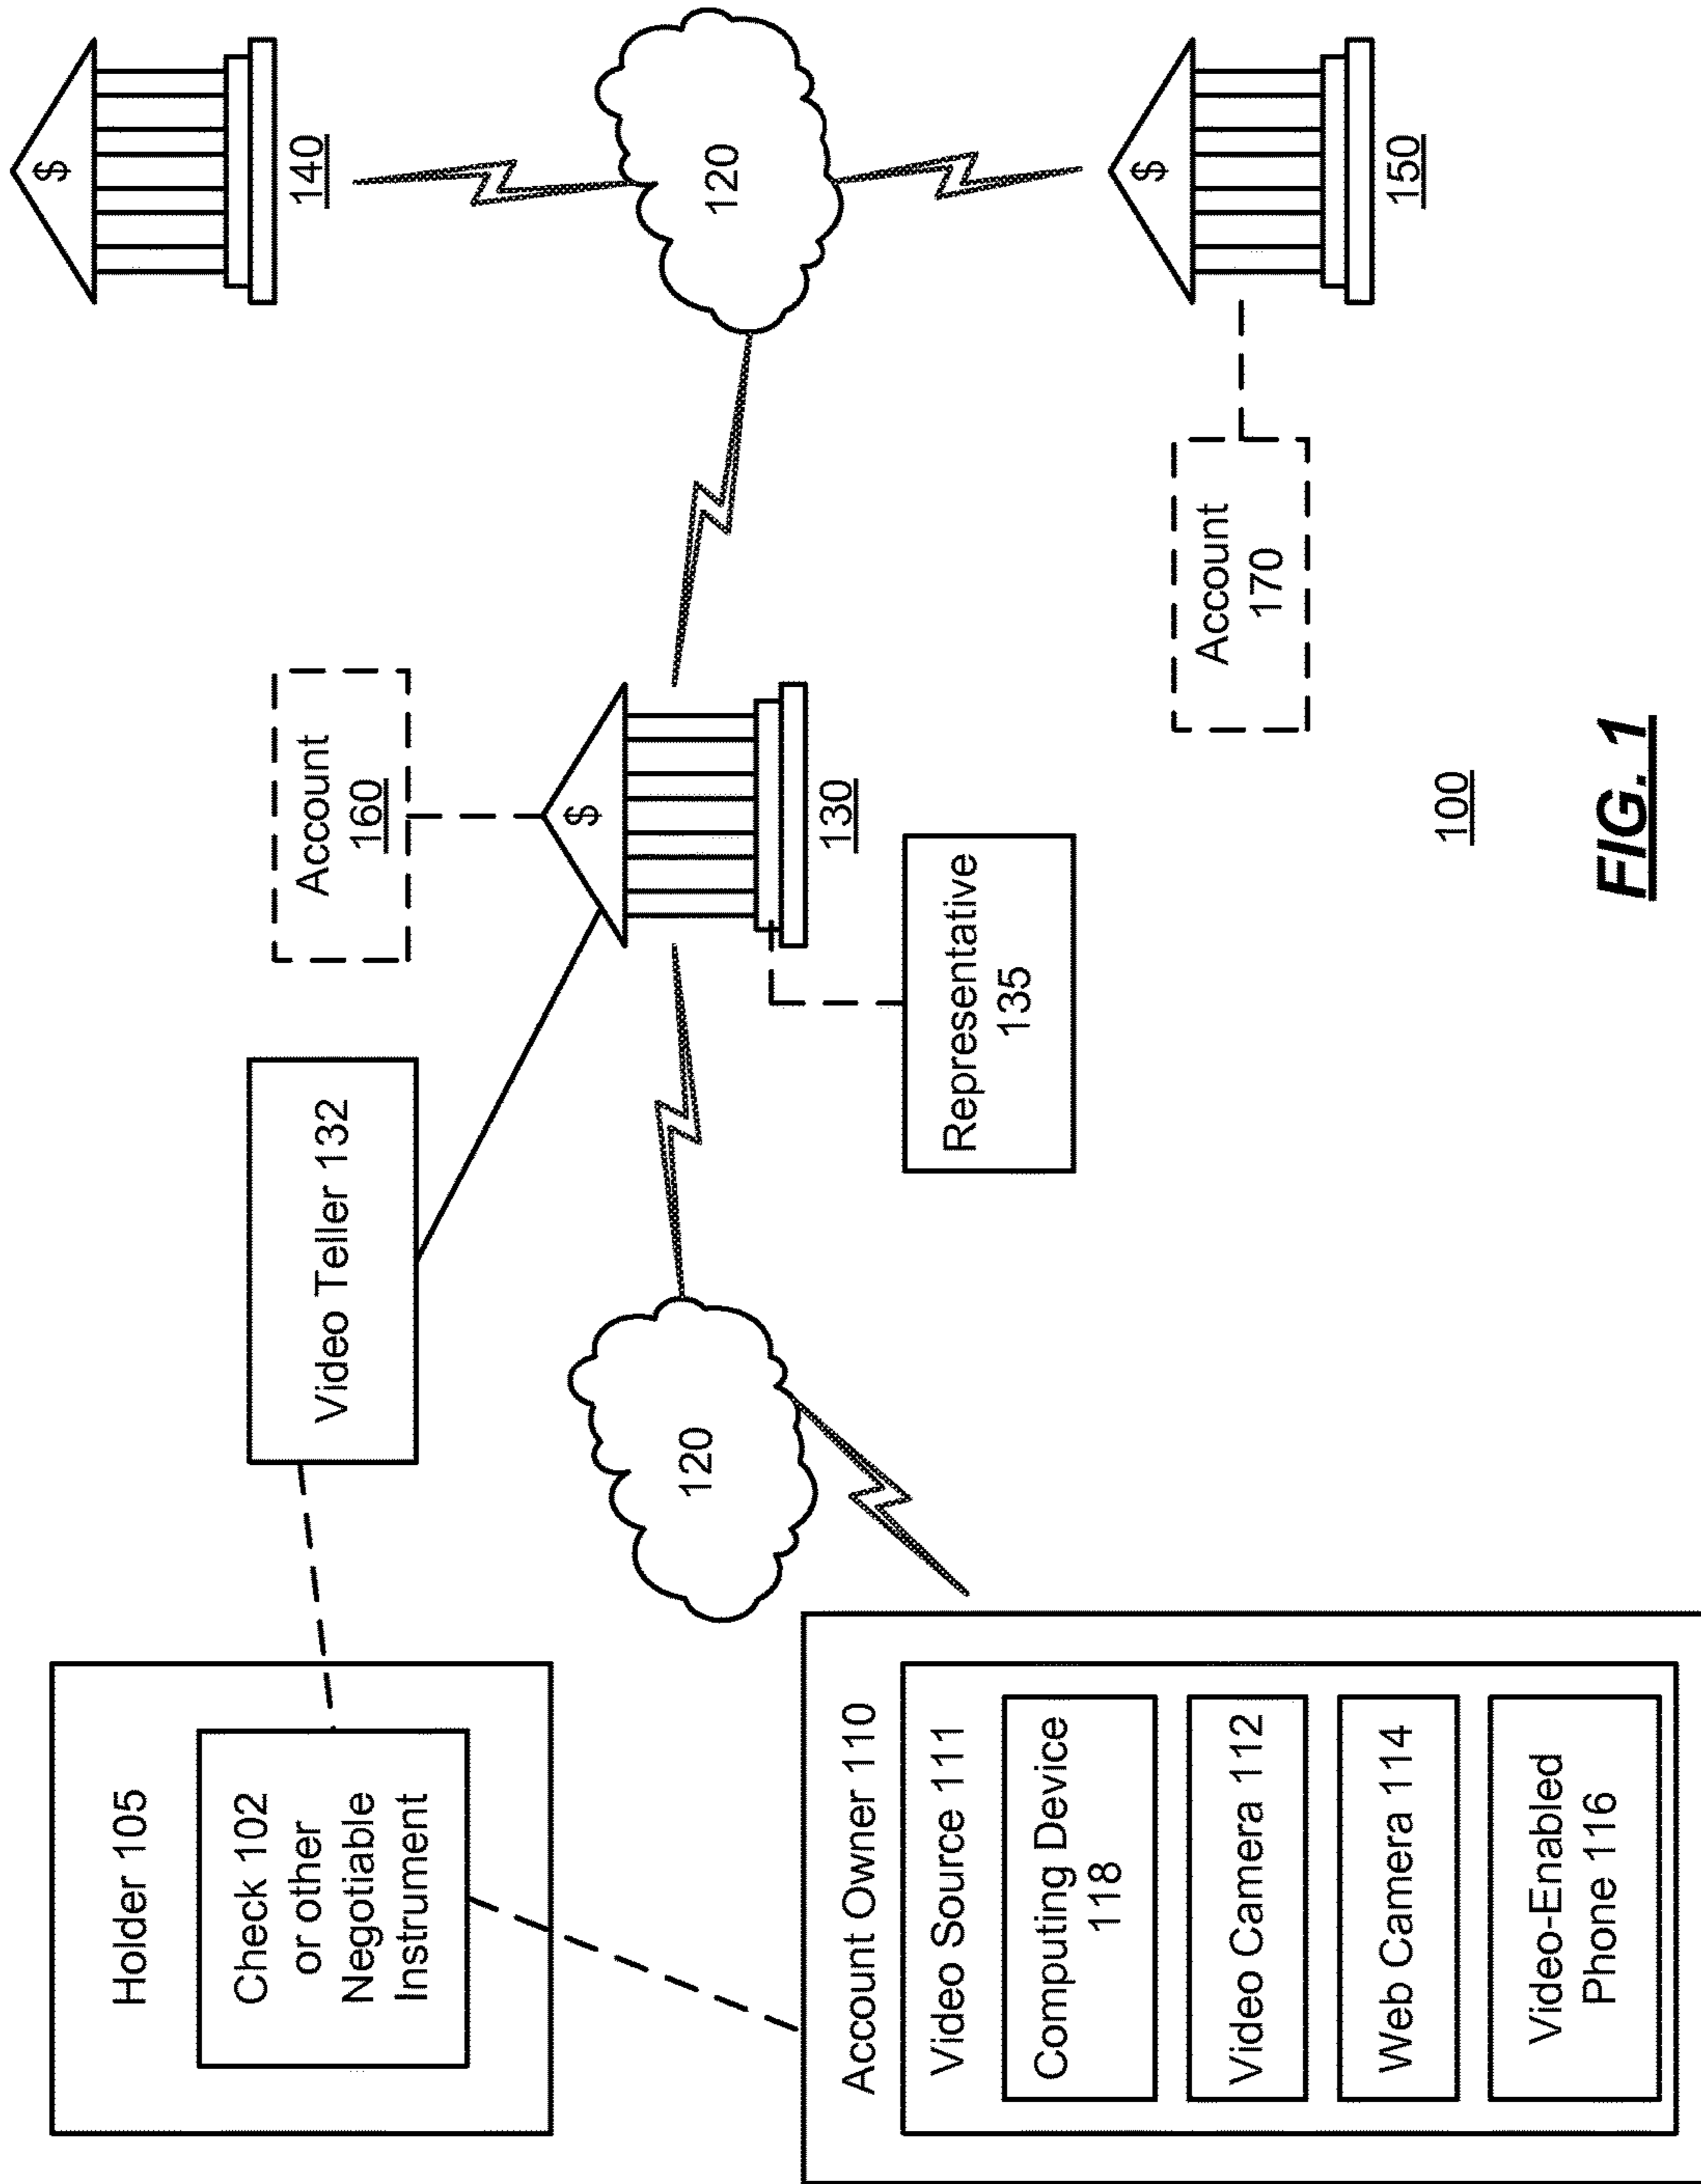 Holder 105
Check 102
or other
Negotiable
Instrument
Video Teller 132
Account
160
$
140
$
130
120
120
Account Owner 110
Video Source 111
Computing Device
118
Video Camera 112
Web Camera 114
Video-Enabled
Phone 116
Representative
135
Account
170
$
150
100
FIG. 1